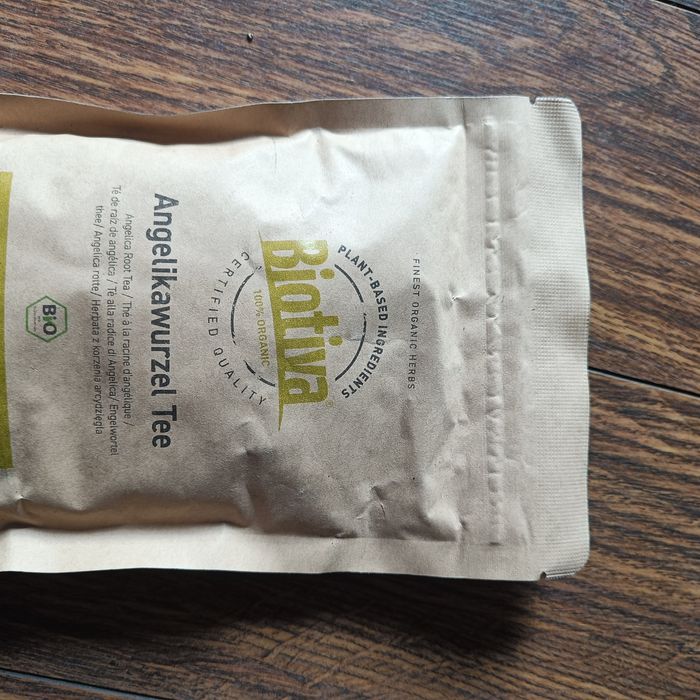 FINEST ORGANIC HERBS
PLANT-BASED INGREDIENTS
Biotiva®
100% ORGANIC
CERTIFIED QUALITY
Angelikawurzel Tee
Angelica Root Tea / Thé à la racine d'angélique /
Té de raíz de angélica / Tè alla radice di Angelica/ Engelwortel
thee/ Angelica rotte/ Herbata z korzenia arcydzięgla
BIO